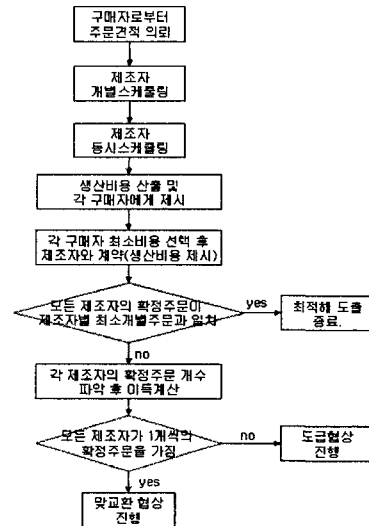 구매자로부터
주문견적 의뢰
제조자
개별스케쥴링
제조자
동시스케쥴링
생산비용 산출 및
각 구매자에게 제시
각 구매자 최소비용 선택 후
제조자와 계약(생산비용 제시)
모든 제조자의 확정주문이
제조자별 최소개별주문과 일치
yes
최적해 도출
종료.
no
각 제조자의 확정주문 개수
파악 후 이득계산
모든 제조자가 1개씩의
확정주문을 가짐
no
도급협상
진행
yes
맞교환 협상
진행